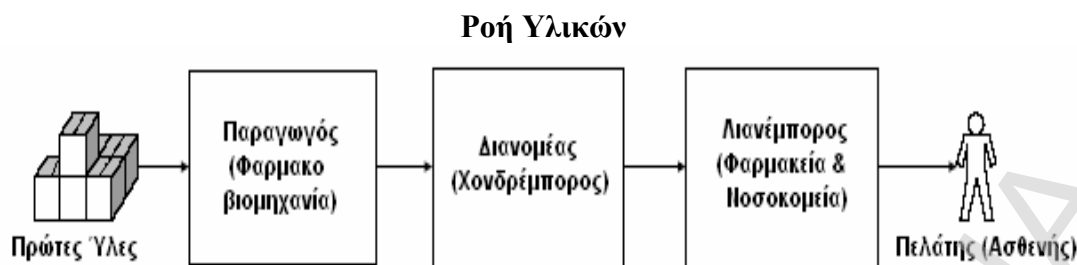 Ροή Υλικών
Παραγωγός
(Φαρμακο
βιομηχανία)
Διανομέας
(Χονδρέμπορος)
Λιανέμπορος
(Φαρμακεία &
Νοσοκομεία)
Πρώτες Ύλες
Πελάτης (Ασθενής)